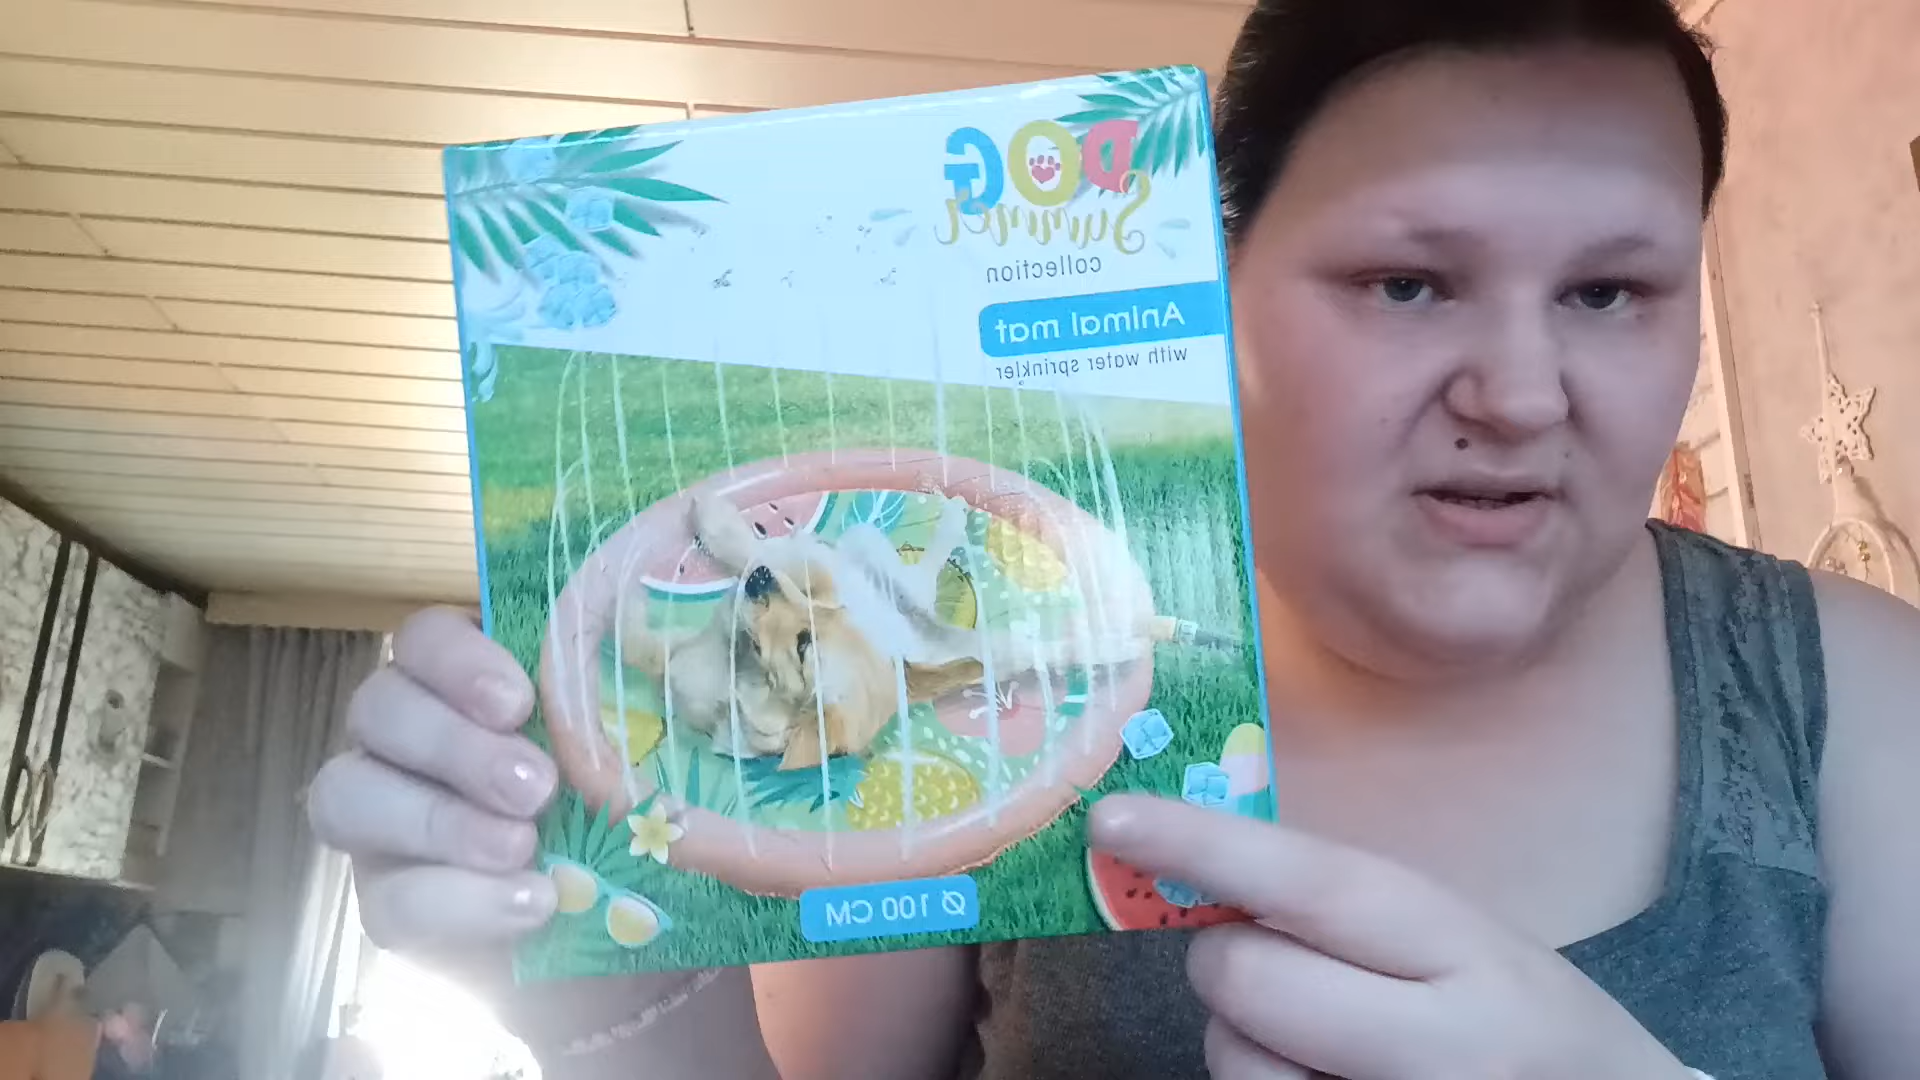 DOG
Summer
collection
Animal mat
with water sprinkler
Ø 100 CM